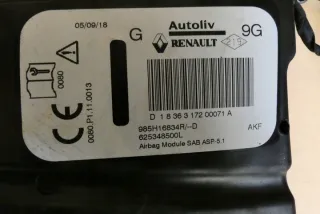 05/09/18
G
Autoliv
RENAULT
9G
0080
0080.P1.11.0013
D 1 8 36 3 172 00071 A
985H16834R/--D
AKF
625348500L
Airbag Module SAB ASP-5 1